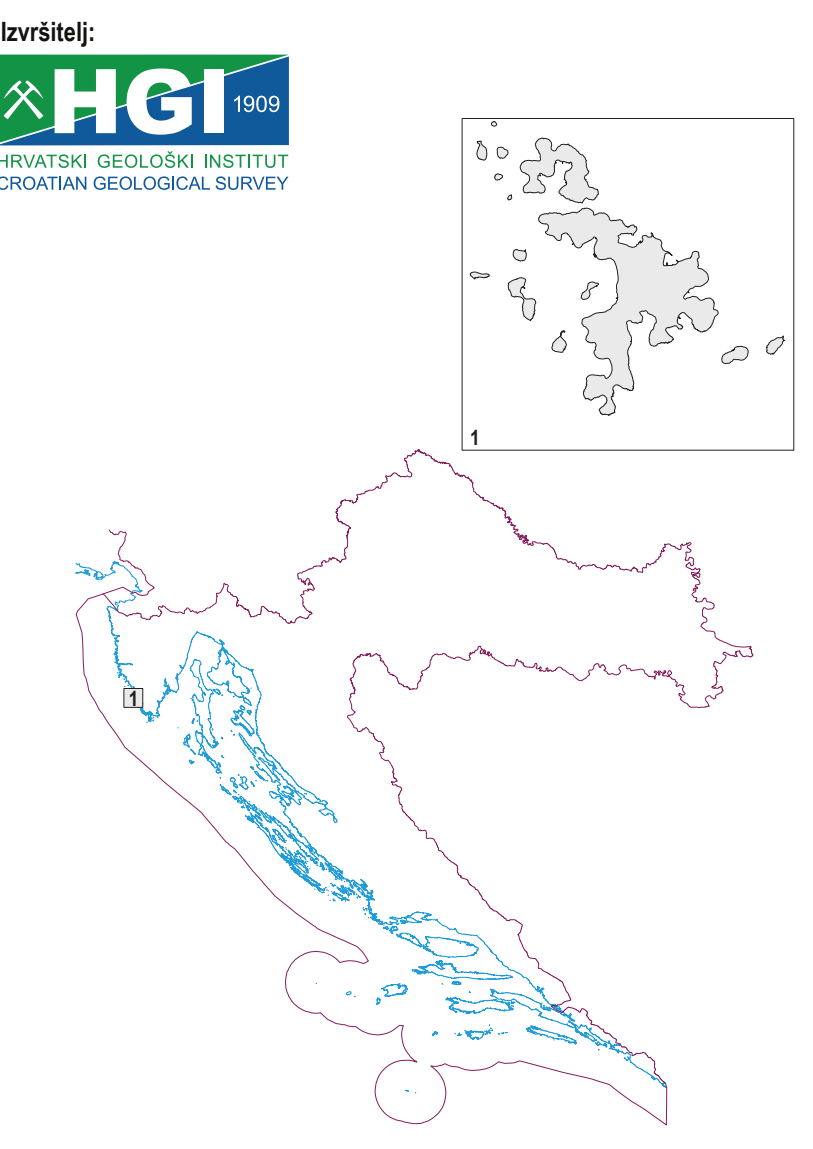 Izvršitelj:
HGI 1909
HRVATSKI GEOLOŠKI INSTITUT
CROATIAN GEOLOGICAL SURVEY
1
1